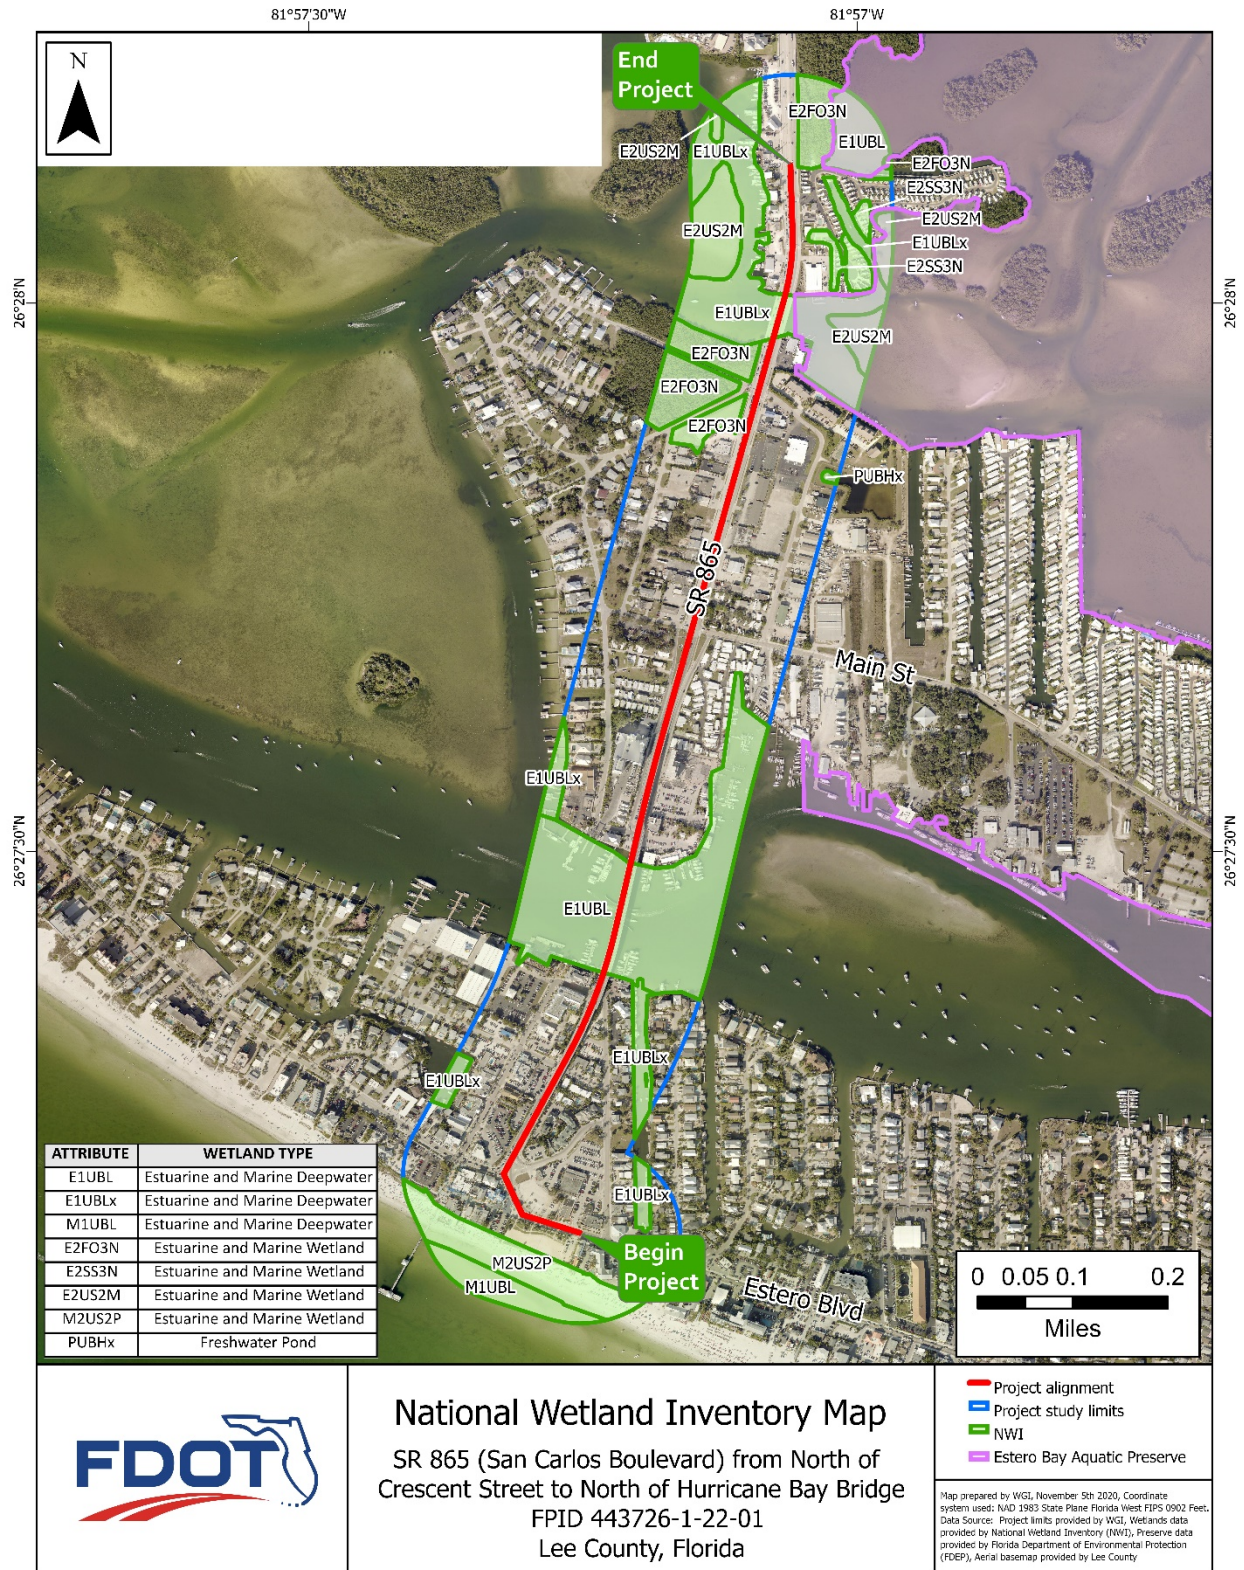 81°57'30"W
81°57'W
N
End
Project
E2FO3N
E1UBL
E2US2M
E1UBLx
E2FO3N
E2SS3N
E2US2M
E2US2M
E1UBLx
E2SS3N
26°28'N
26°28'N
E1UBLx
E2US2M
E2FO3N
E2FO3N
E2FO3N
PUBHx
SR 865
Main St
E1UBLx
26°27'30"N
26°27'30"N
E1UBL
E1UBLx
E1UBLx
E1UBLx
Begin
Project
M2US2P
M1UBL
Estero Blvd
ATTRIBUTE WETLAND TYPE
E1UBL Estuarine and Marine Deepwater
E1UBLx Estuarine and Marine Deepwater
M1UBL Estuarine and Marine Deepwater
E2FO3N Estuarine and Marine Wetland
E2SS3N Estuarine and Marine Wetland
E2US2M Estuarine and Marine Wetland
M2US2P Estuarine and Marine Wetland
PUBHx Freshwater Pond
0 0.05 0.1 0.2
Miles
FDOT
National Wetland Inventory Map
SR 865 (San Carlos Boulevard) from North of
Crescent Street to North of Hurricane Bay Bridge
FPID 443726-1-22-01
Lee County, Florida
Project alignment
Project study limits
NWI
Estero Bay Aquatic Preserve
Map prepared by WGI, November 5th 2020, Coordinate
system used: NAD 1983 State Plane Florida West FIPS 0902 Feet.
Data Source: Project limits provided by WGI, Wetlands data
provided by National Wetland Inventory (NWI), Preserve data
provided by Florida Department of Environmental Protection
(FDEP), Aerial basemap provided by Lee County